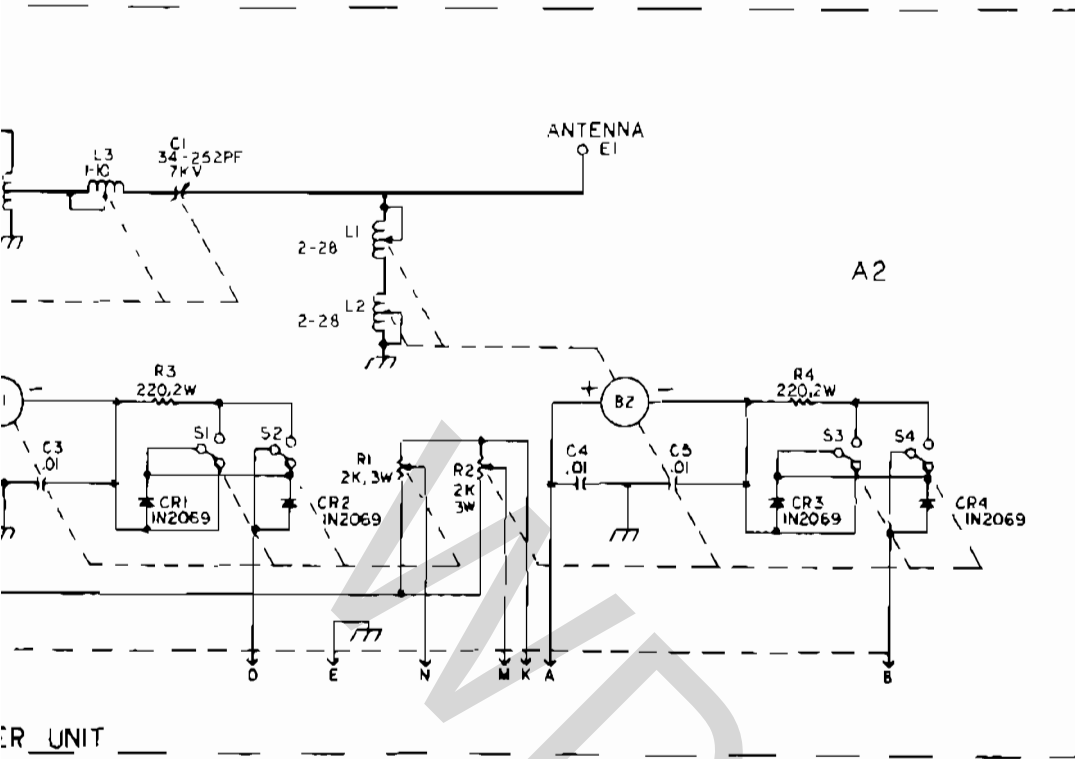 ANTENNA
E1
C1
34-252PF
7KV
L3
1-10
L1
2-28
A2
L2
2-28
R3
220,2W
S1
S2
C3
.01
CR1
1N2069
CR2
1N2069
R1
2K, 3W
R2
2K
3W
+
B2
-
C4
.01
C5
.01
R4
220,2W
S3
S4
CR3
1N2069
CR4
1N2069
D
E
N
M
K
A
B
UNIT